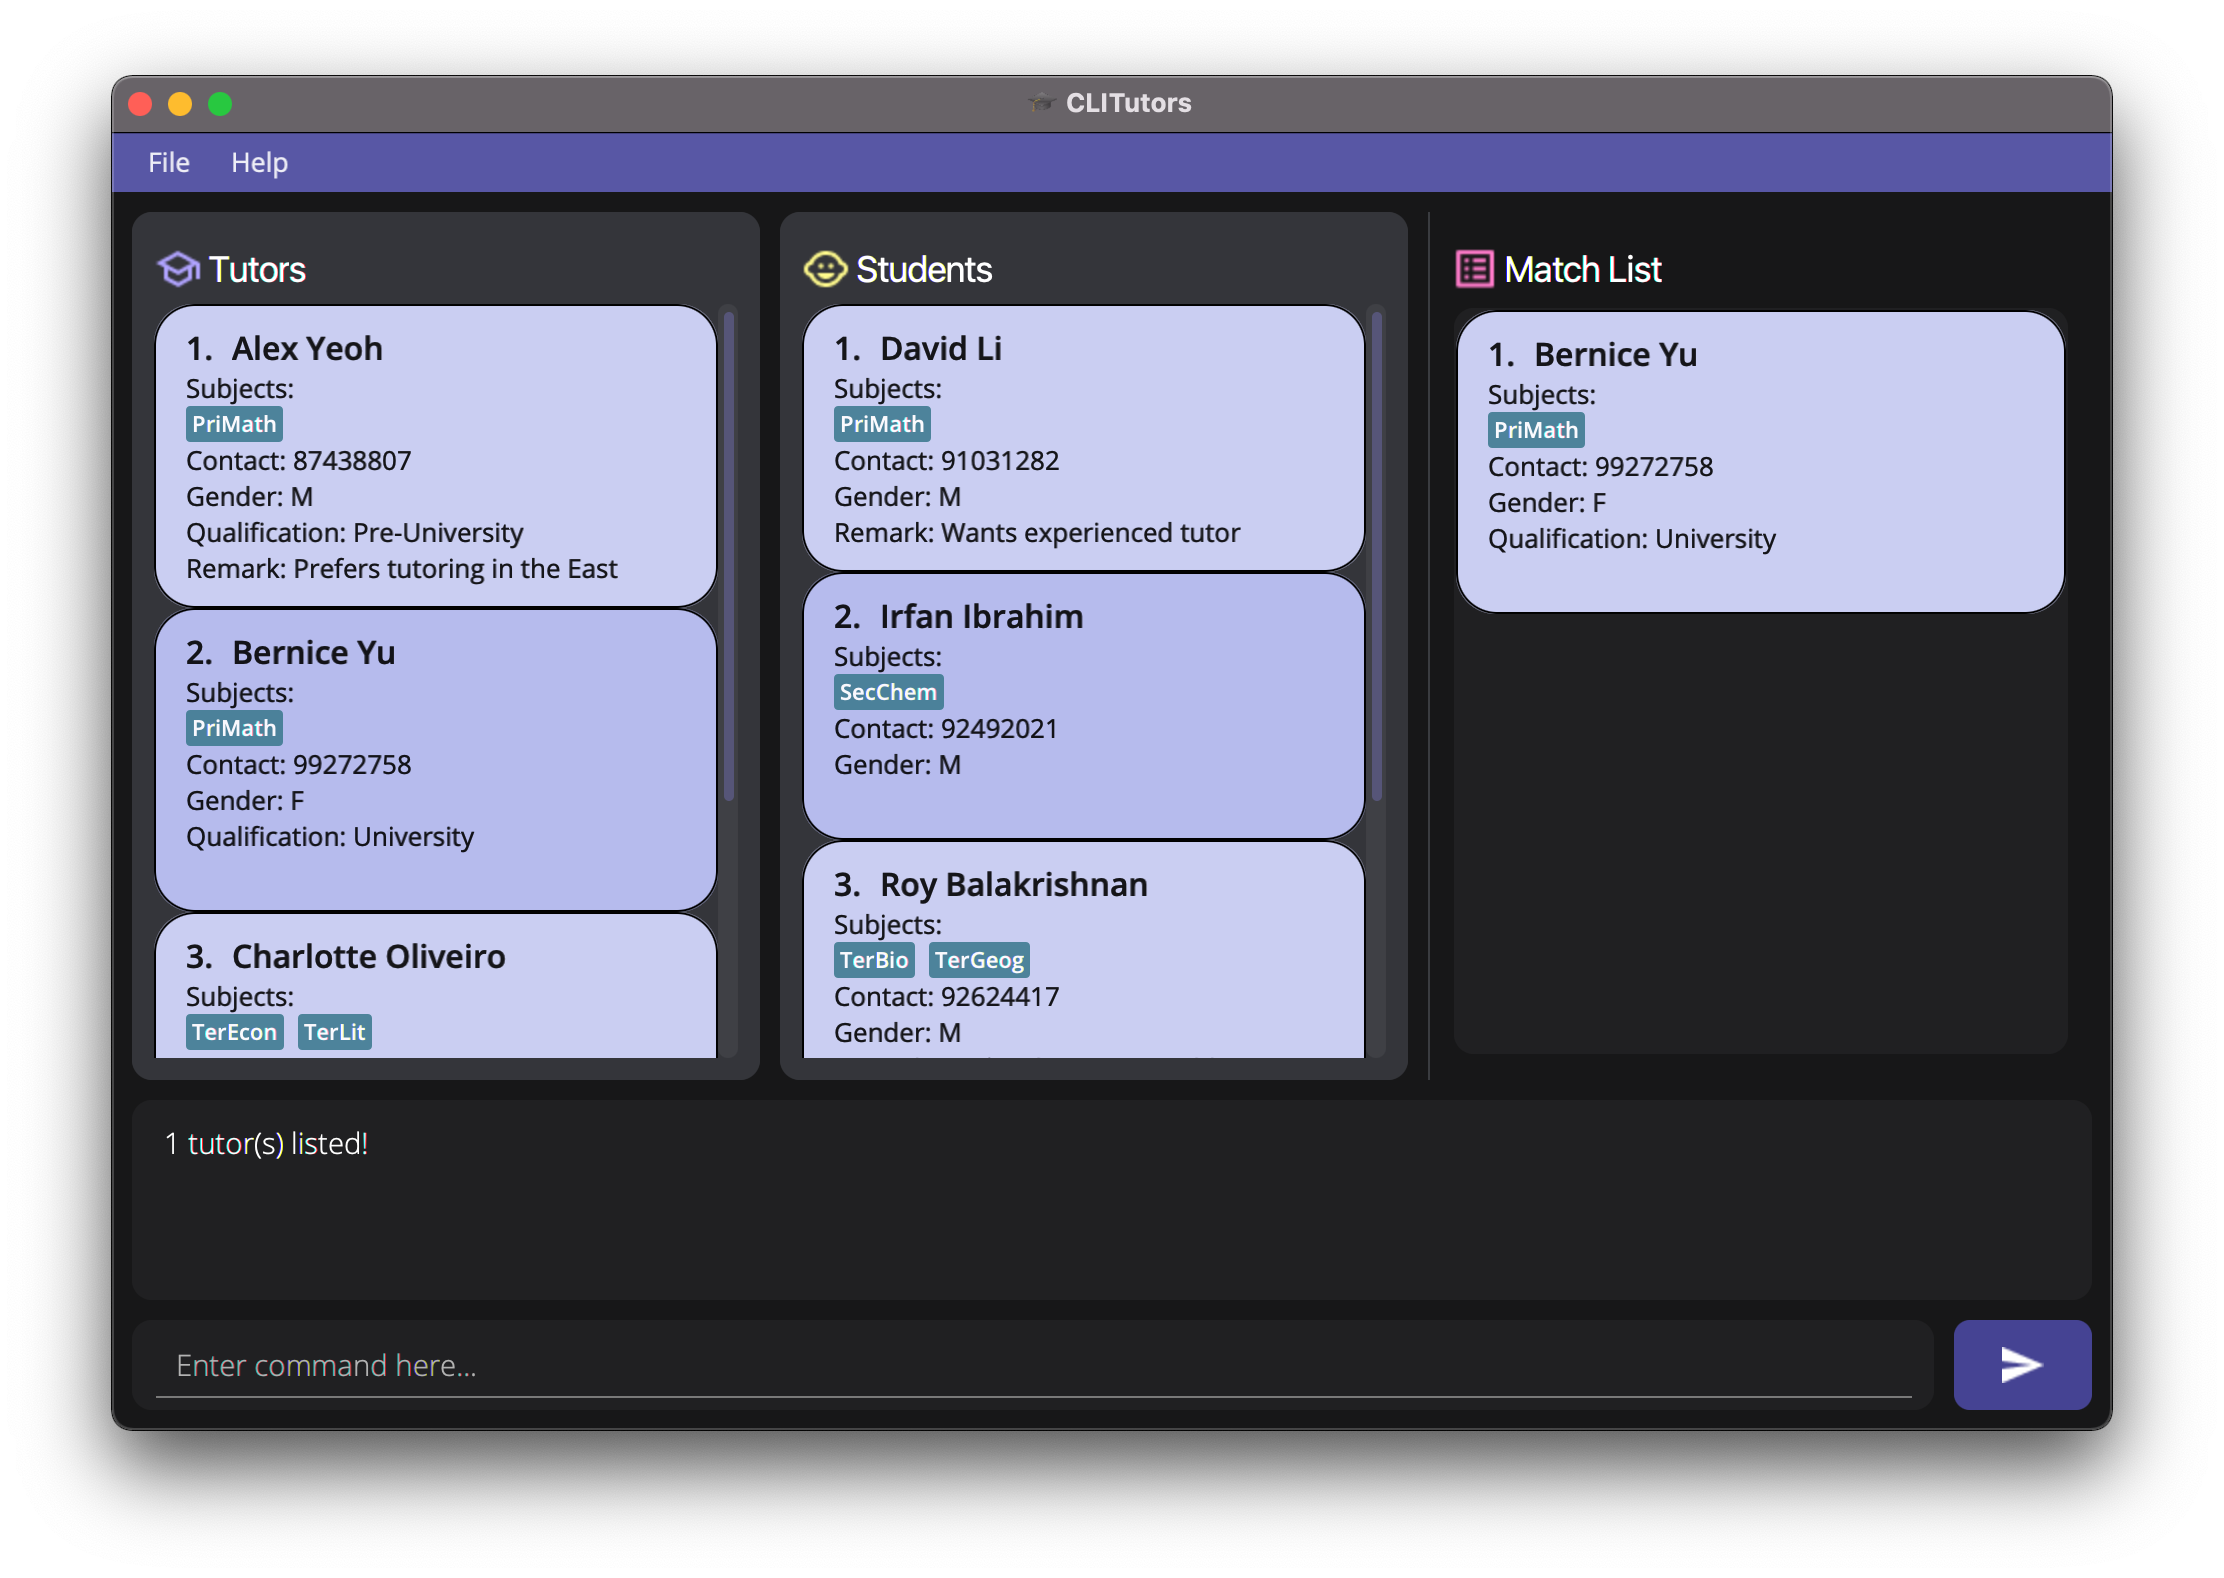 CLITutors
File Help
Tutors
1. Alex Yeoh
Subjects:
PriMath
Contact: 87438807
Gender: M
Qualification: Pre-University
Remark: Prefers tutoring in the East
2. Bernice Yu
Subjects:
PriMath
Contact: 99272758
Gender: F
Qualification: University
3. Charlotte Oliveiro
Subjects:
TerEcon TerLit
Students
1. David Li
Subjects:
PriMath
Contact: 91031282
Gender: M
Remark: Wants experienced tutor
2. Irfan Ibrahim
Subjects:
SecChem
Contact: 92492021
Gender: M
3. Roy Balakrishnan
Subjects:
TerBio TerGeog
Contact: 92624417
Gender: M
Match List
1. Bernice Yu
Subjects:
PriMath
Contact: 99272758
Gender: F
Qualification: University
1 tutor(s) listed!
Enter command here...